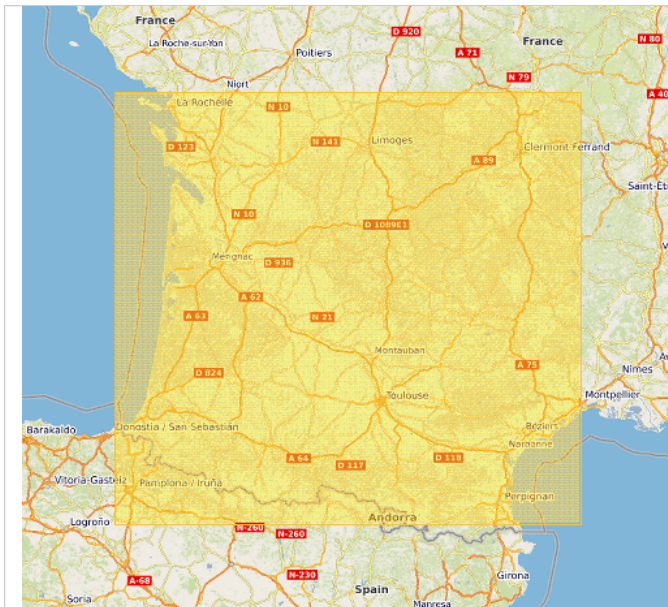 France
D 920
N 80
La Roche-sur-Yon
Poitiers
A 71
France
Niort
N 79
A 40
La Rochelle
N 10
N 141
Limoges
D 123
Clermont Ferrand
A 89
Saint-Ét
N 10
D 1089E1
Mérignac
D 936
A 62
A 63
N 21
Montauban
A 75
Nîmes
D 824
Toulouse
Montpellier
Barakaldo
Donostia / San Sebastián
Béziers
Narbonne
A 64
D 117
D 118
Vitoria-Gasteiz
Pamplona / Iruña
Perpignan
Logroño
Andorra
N-260
N-260
A-68
N-230
Girona
Spain
Soria
Manresa